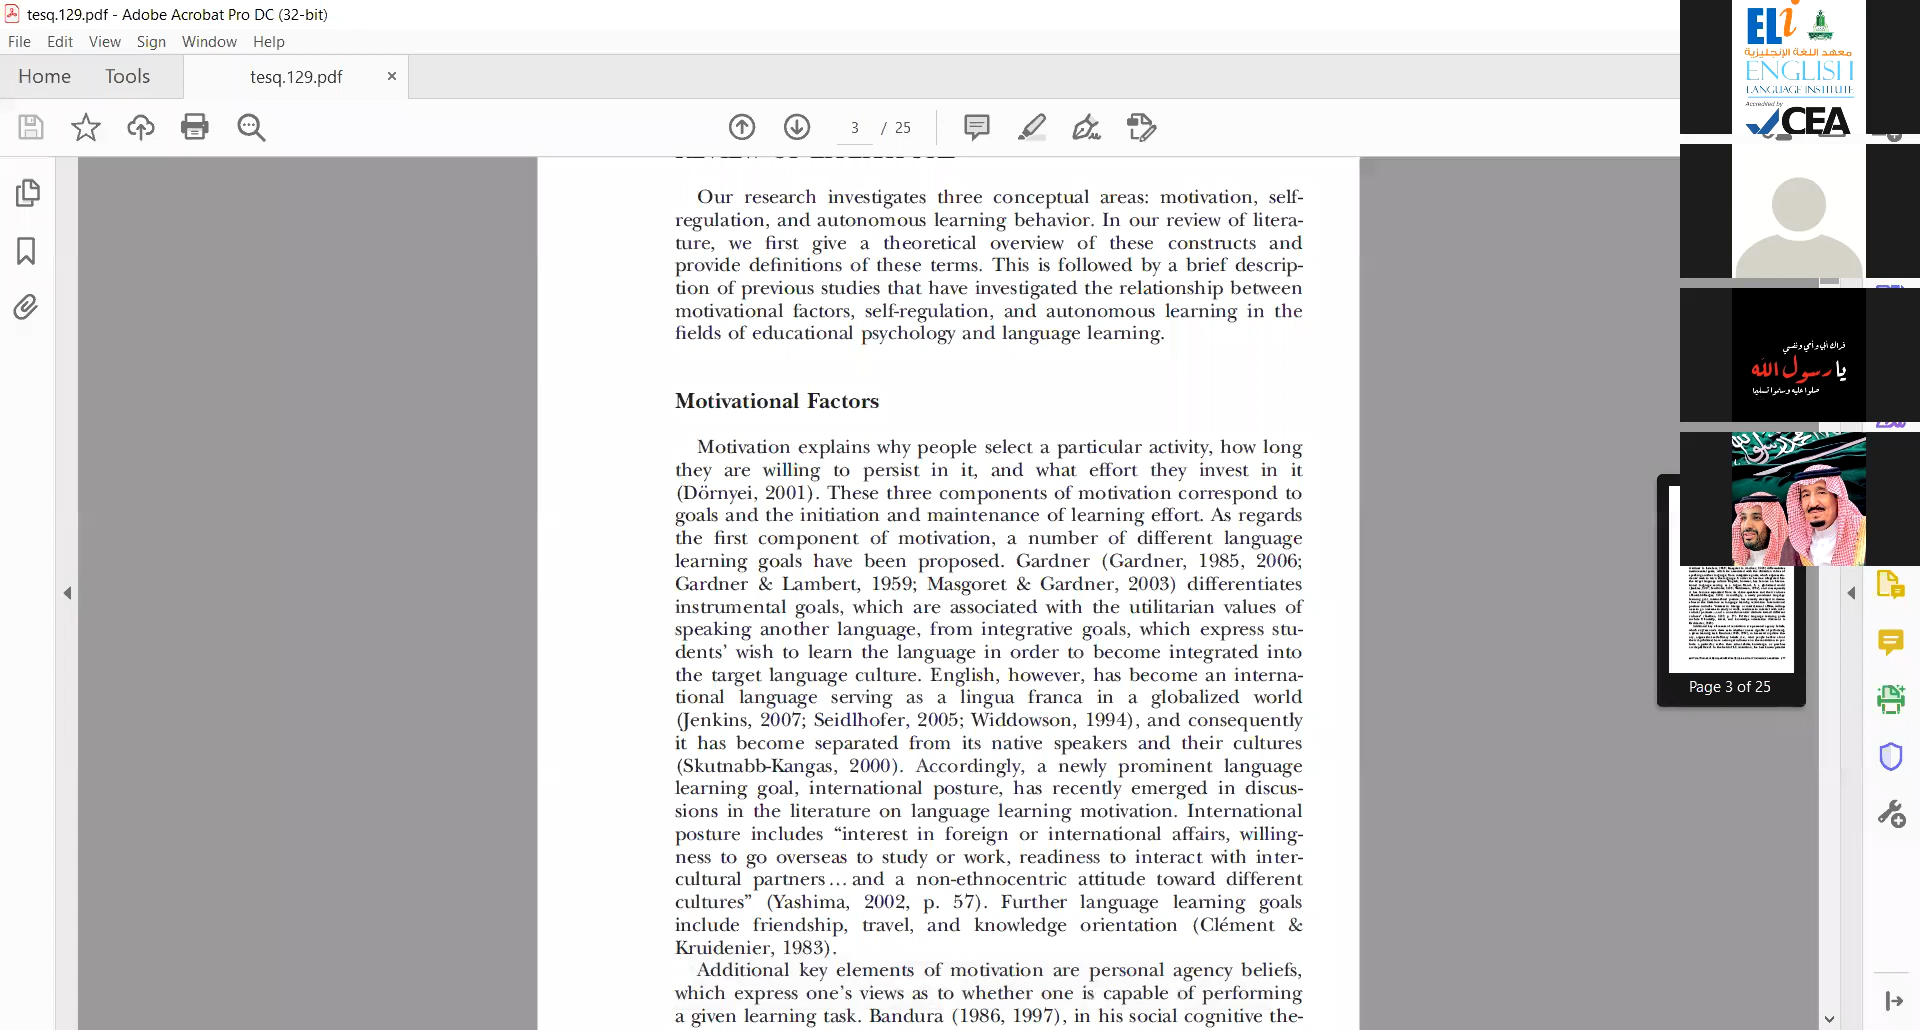 tesq.129.pdf - Adobe Acrobat Pro DC (32-bit)
File Edit View Sign Window Help
Home Tools tesq.129.pdf ×
3 / 25
REVIEW OF LITERATURE
Our research investigates three conceptual areas: motivation, self-
regulation, and autonomous learning behavior. In our review of litera-
ture, we first give a theoretical overview of these constructs and
provide definitions of these terms. This is followed by a brief descrip-
tion of previous studies that have investigated the relationship between
motivational factors, self-regulation, and autonomous learning in the
fields of educational psychology and language learning.
Motivational Factors
Motivation explains why people select a particular activity, how long
they are willing to persist in it, and what effort they invest in it
(Dörnyei, 2001). These three components of motivation correspond to
goals and the initiation and maintenance of learning effort. As regards
the first component of motivation, a number of different language
learning goals have been proposed. Gardner (Gardner, 1985, 2006;
Gardner & Lambert, 1959; Masgoret & Gardner, 2003) differentiates
instrumental goals, which are associated with the utilitarian values of
speaking another language, from integrative goals, which express stu-
dents’ wish to learn the language in order to become integrated into
the target language culture. English, however, has become an interna-
tional language serving as a lingua franca in a globalized world
(Jenkins, 2007; Seidlhofer, 2005; Widdowson, 1994), and consequently
it has become separated from its native speakers and their cultures
(Skutnabb-Kangas, 2000). Accordingly, a newly prominent language
learning goal, international posture, has recently emerged in discus-
sions in the literature on language learning motivation. International
posture includes “interest in foreign or international affairs, willing-
ness to go overseas to study or work, readiness to interact with inter-
cultural partners…and a non-ethnocentric attitude toward different
cultures” (Yashima, 2002, p. 57). Further language learning goals
include friendship, travel, and knowledge orientation (Clément &
Kruidenier, 1983).
Additional key elements of motivation are personal agency beliefs,
which express one’s views as to whether one is capable of performing
a given learning task. Bandura (1986, 1997), in his social cognitive the-
ELi
معهد اللغة الإنجليزية
ENGLISH
LANGUAGE INSTITUTE
Accredited by
CEA
فداك أبي و أمي و نفسي
يا رسول الله
صلوا عليه وسلموا تسليما
Page 3 of 25